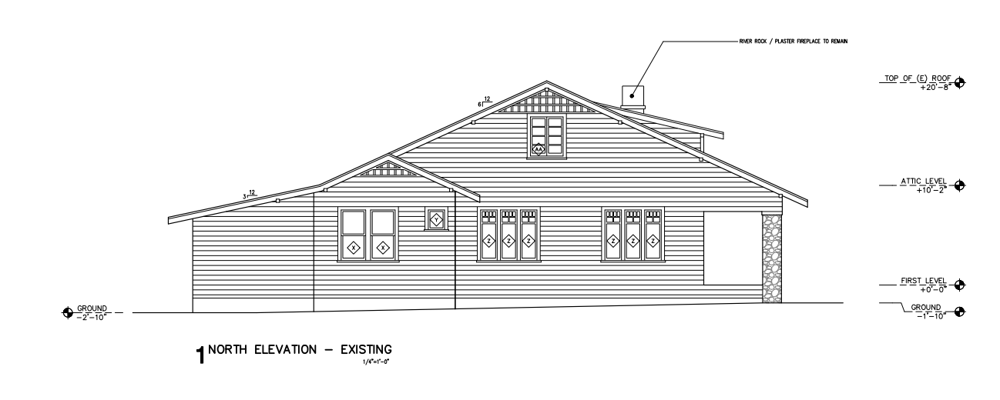 RIVER ROCK / PLASTER FIREPLACE TO REMAIN
TOP OF (E) ROOF
+20'-8"
12
6
AA
ATTIC LEVEL
+10'-2"
12
3
Y
X X
Z Z Z
Z Z Z
FIRST LEVEL
+0'-0"
GROUND
-2'-10"
GROUND
-1'-10"
1 NORTH ELEVATION - EXISTING
1/4"=1'-0"